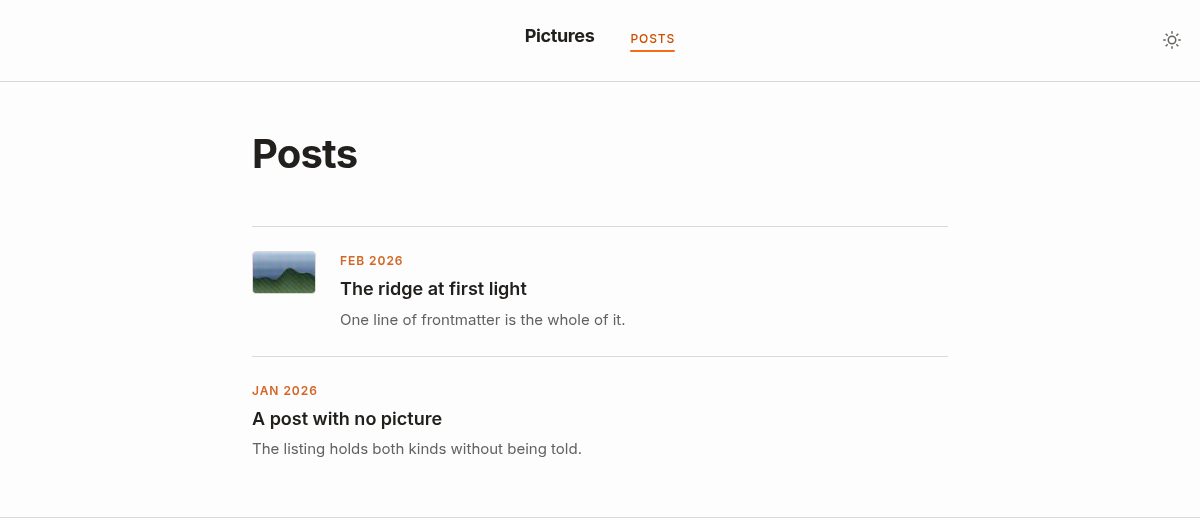 Pictures
POSTS
Posts
FEB 2026
The ridge at first light
One line of frontmatter is the whole of it.
JAN 2026
A post with no picture
The listing holds both kinds without being told.